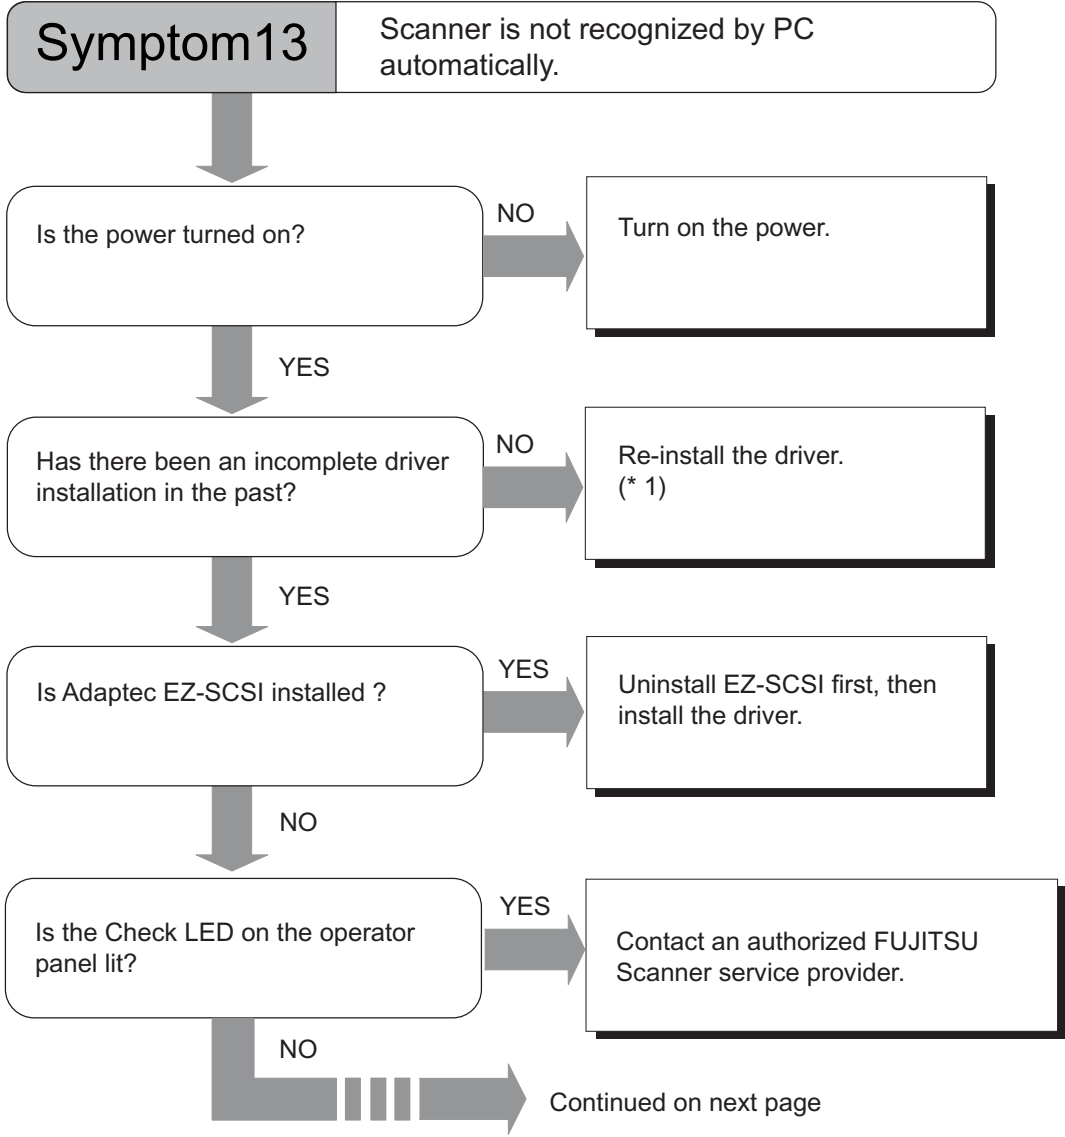 Symptom13
Scanner is not recognized by PC
automatically.
Is the power turned on?
NO
Turn on the power.
YES
Has there been an incomplete driver
installation in the past?
NO
Re-install the driver.
(* 1)
YES
Is Adaptec EZ-SCSI installed ?
YES
Uninstall EZ-SCSI first, then
install the driver.
NO
Is the Check LED on the operator
panel lit?
YES
Contact an authorized FUJITSU
Scanner service provider.
NO
Continued on next page